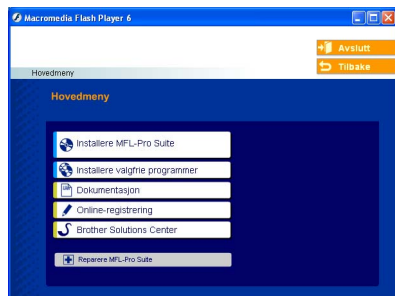 Macromedia Flash Player 6
Avslutt
Tilbake
Hovedmeny
Hovedmeny
Installere MFL-Pro Suite
Installere valgfrie programmer
Dokumentasjon
Online-registrering
Brother Solutions Center
Reparere MFL-Pro Suite